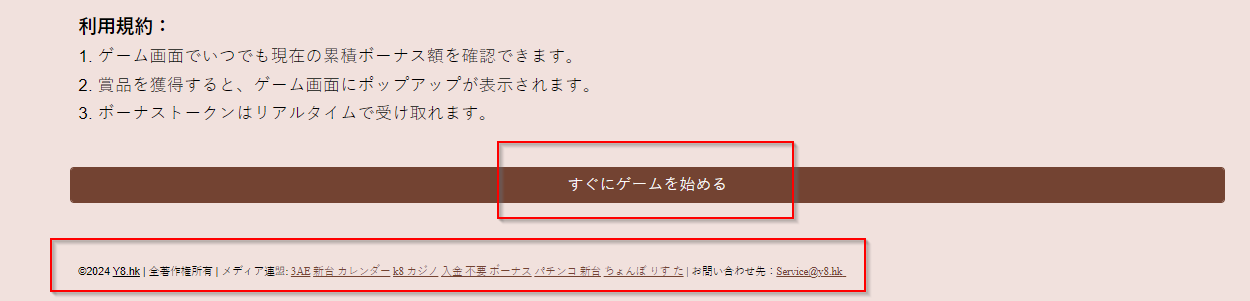 利用規約：
1. ゲーム画面でいつでも現在の累積ボーナス額を確認できます。
2. 賞品を獲得すると、ゲーム画面にポップアップが表示されます。
3. ボーナストークンはリアルタイムで受け取れます。
すぐにゲームを始める
©2024 Y8.hk | 全著作権所有 | メディア連盟: 3AE 新台 カレンダー k8 カジノ 入金 不要 ボーナス パチンコ 新台 ちょんぼ りす た | お問い合わせ先：Service@y8.hk